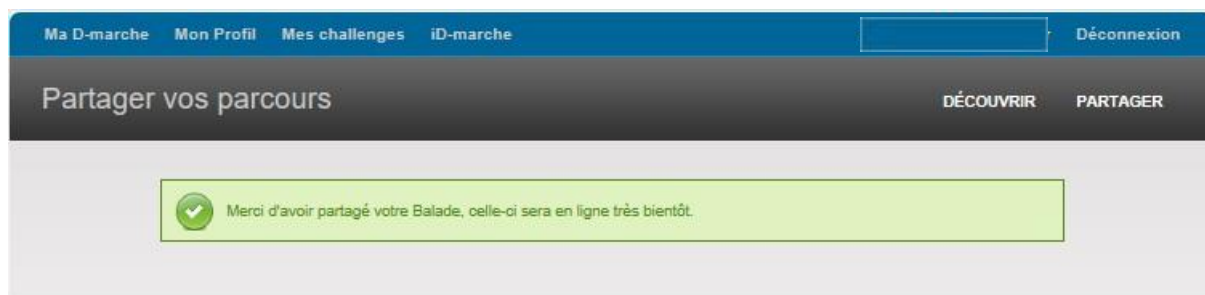 Ma D-marche Mon Profil Mes challenges iD-marche Déconnexion
Partager vos parcours DÉCOUVRIR PARTAGER
Merci d'avoir partagé votre Balade, celle-ci sera en ligne très bientôt.